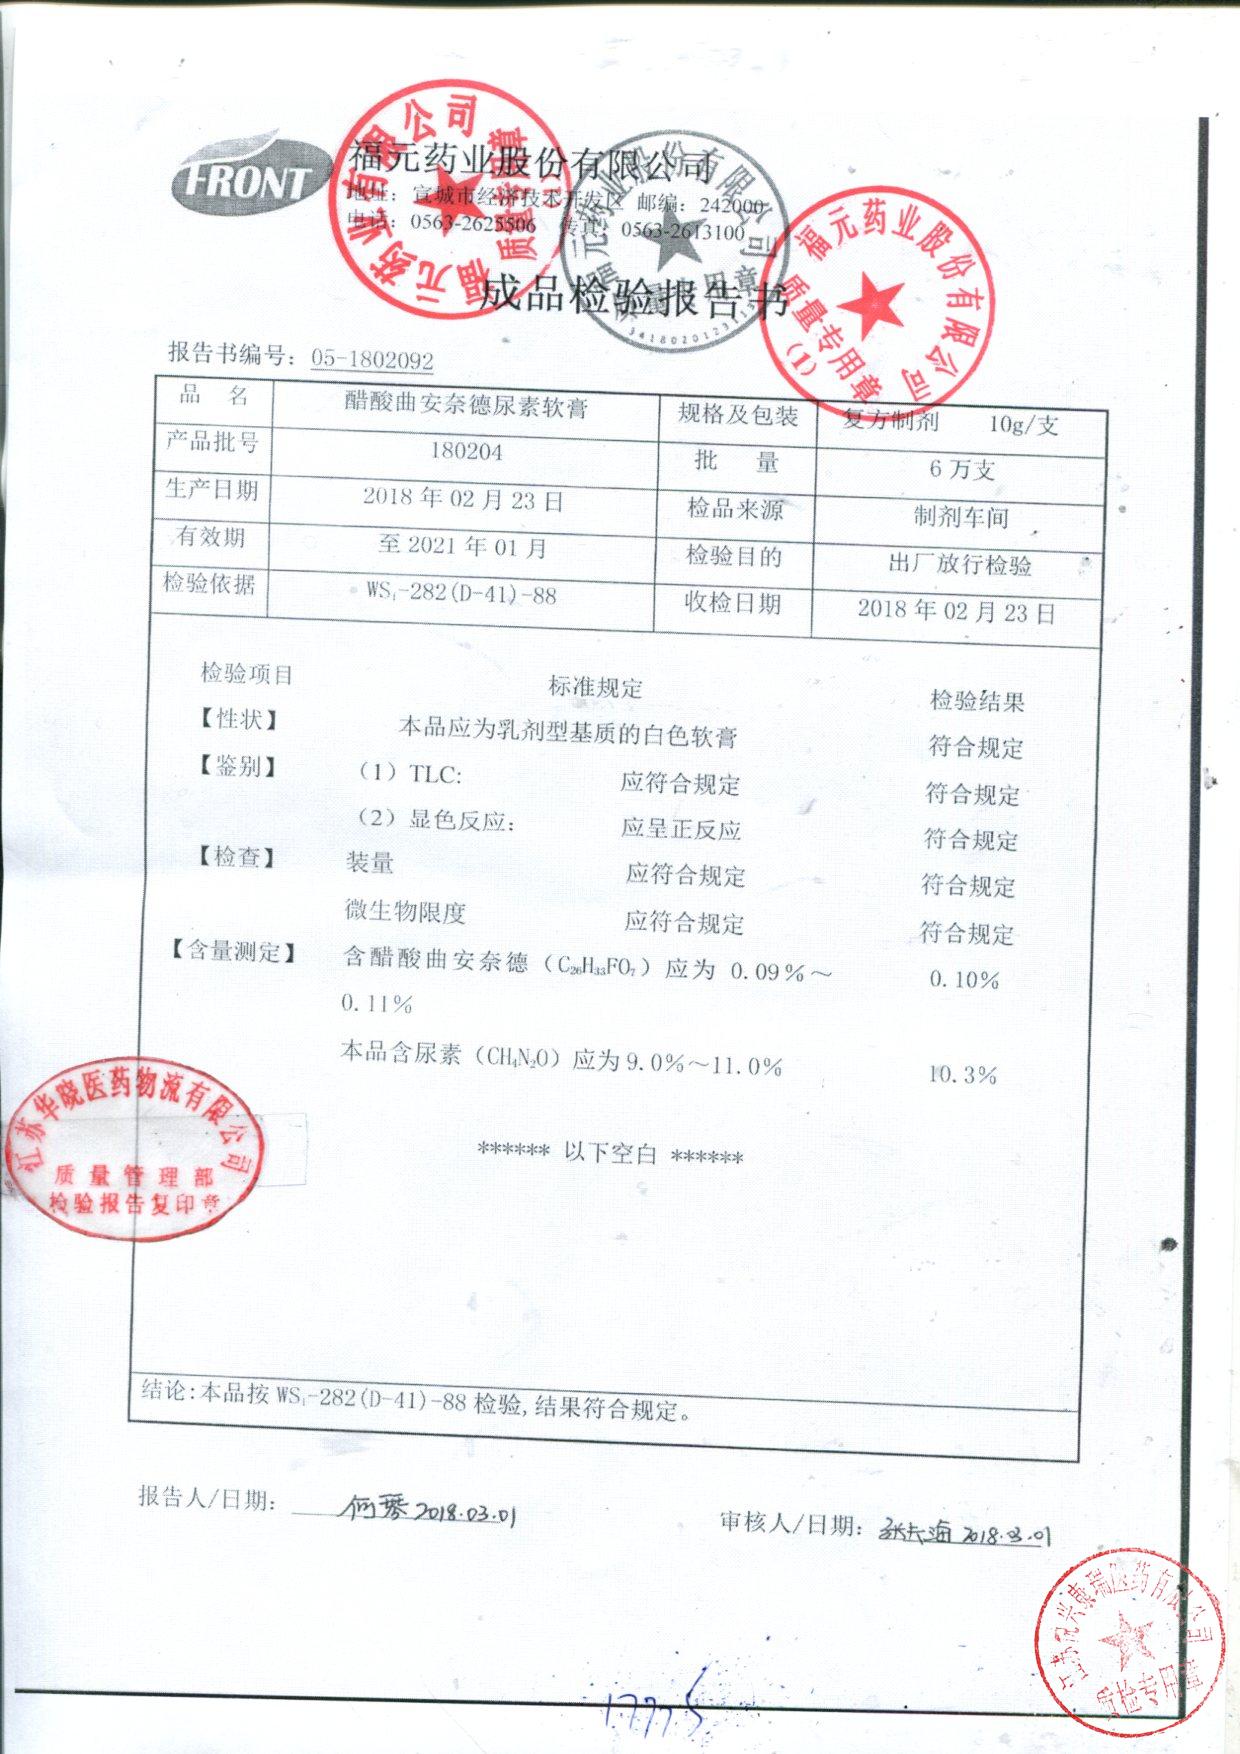 FRONT
福元药业股份有限公司
地址：宣城市经济技术开发区 邮编：242000
电话：0563-2625506 传真：0563-2613100
成品检验报告书
福元药业股份有限公司
质量专用章
(1)
报告书编号：05-1802092
品 名 醋酸曲安奈德尿素软膏 规格及包装 复方制剂 10g/支
产品批号 180204 批 量 6万支
生产日期 2018年02月23日 检品来源 制剂车间
有效期 至2021年01月 检验目的 出厂放行检验
检验依据 WS₁-282(D-41)-88 收检日期 2018年02月23日
检验项目 标准规定 检验结果
【性状】 本品应为乳剂型基质的白色软膏 符合规定
【鉴别】 （1）TLC: 应符合规定 符合规定
（2）显色反应： 应呈正反应 符合规定
【检查】 装量 应符合规定 符合规定
微生物限度 应符合规定 符合规定
【含量测定】 含醋酸曲安奈德（C₂₆H₃₃FO₇）应为 0.09%～ 0.10%
0.11%
本品含尿素（CH₄N₂O）应为9.0%～11.0% 10.3%
江苏华晓医药物流有限公司
质量管理部
检验报告复印章
****** 以下空白 ******
结论:本品按WS₁-282(D-41)-88检验,结果符合规定。
报告人/日期： 何琴 2018.03.01
审核人/日期： 2018.03.01
质检专用章